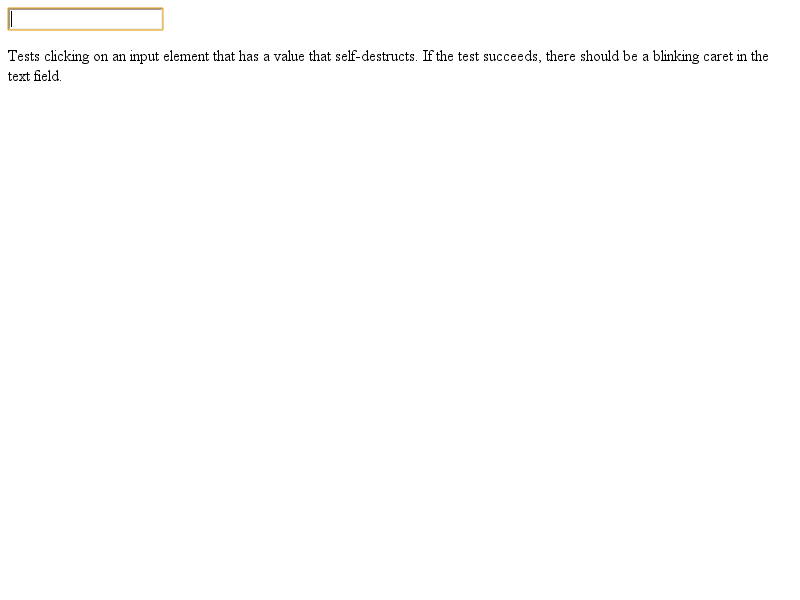 Tests clicking on an input element that has a value that self-destructs. If the test succeeds, there should be a blinking caret in the
text field.